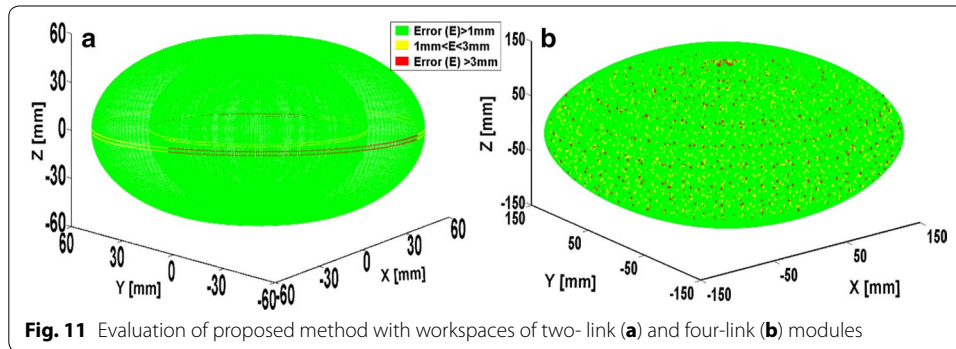 a
Error (E)>1mm
1mm<E<3mm
Error (E) >3mm
b
60
30
0
-30
-60
Z [mm]
60
30
0
-30
-60
Y [mm]
-60
-30
0
30
60
X [mm]
150
50
-50
-150
Z [mm]
150
50
-50
-150
Y [mm]
-150
-50
50
150
X [mm]
Fig. 11 Evaluation of proposed method with workspaces of two- link (a) and four-link (b) modules